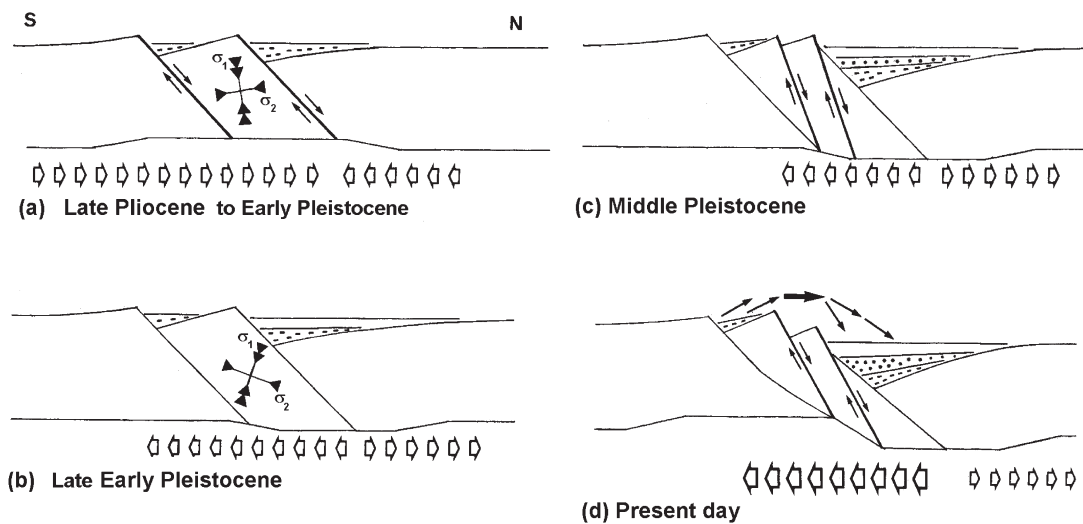 S
N
σ1
σ2
(a) Late Pliocene to Early Pleistocene
σ1
σ2
(b) Late Early Pleistocene
(c) Middle Pleistocene
(d) Present day